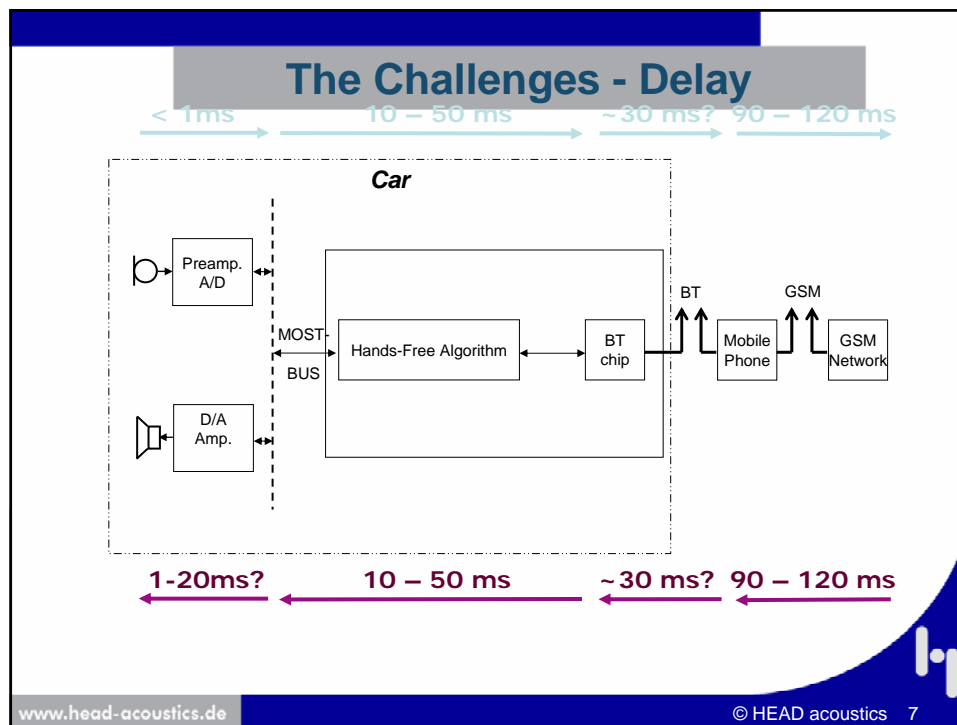 The Challenges - Delay
< 1ms 10 – 50 ms ~30 ms? 90 – 120 ms
Car
Preamp.
A/D
MOST-
BUS
Hands-Free Algorithm
BT
chip
BT
GSM
Mobile
Phone
GSM
Network
D/A
Amp.
1-20ms? 10 – 50 ms ~30 ms? 90 – 120 ms
www.head-acoustics.de
© HEAD acoustics 7